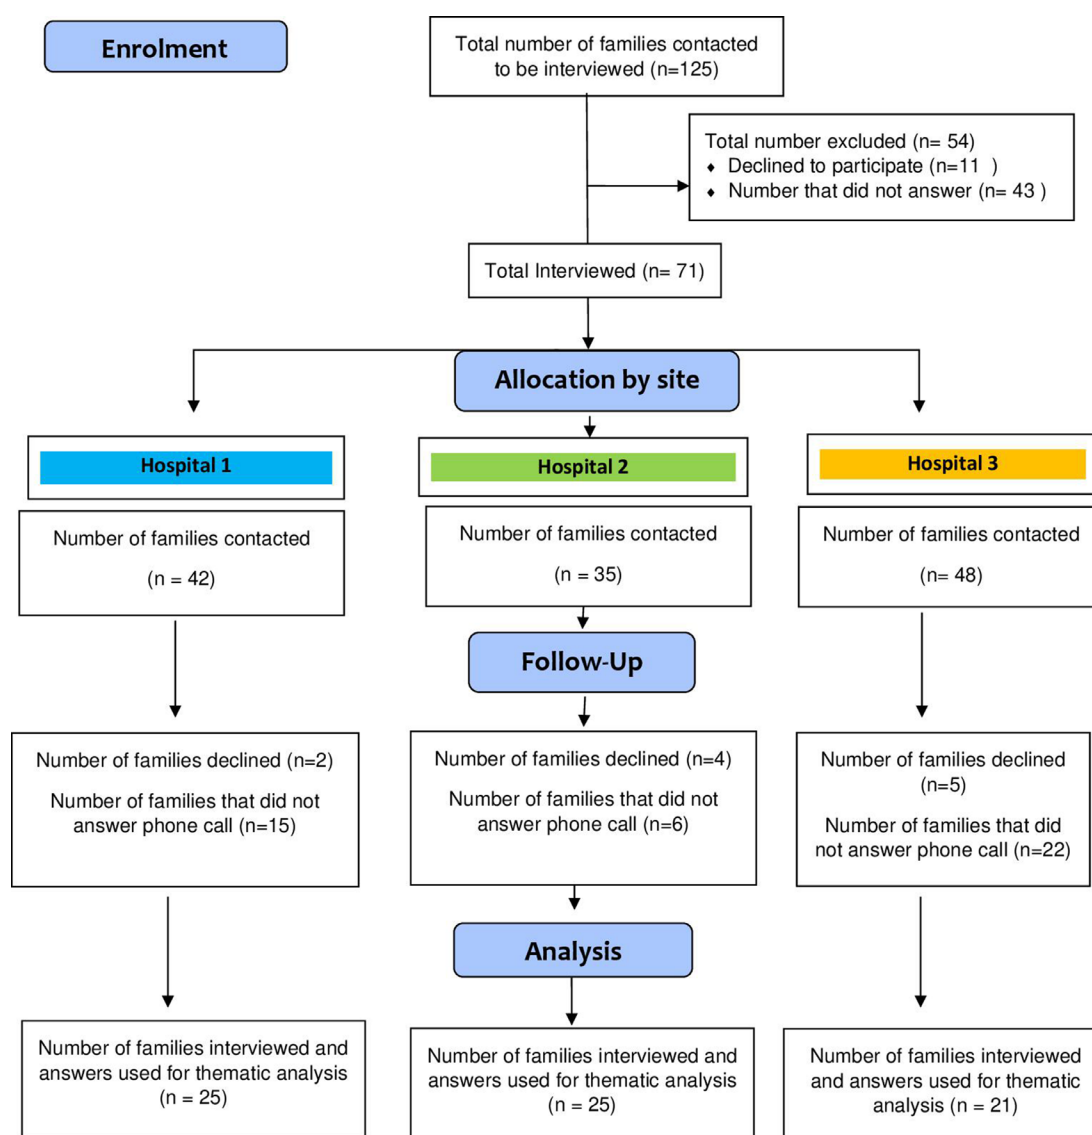 Enrolment
Total number of families contacted
to be interviewed (n=125)
Total number excluded (n= 54)
♦ Declined to participate (n=11 )
♦ Number that did not answer (n= 43 )
Total Interviewed (n= 71)
Allocation by site
Hospital 1
Hospital 2
Hospital 3
Number of families contacted
(n = 42)
Number of families contacted
(n = 35)
Number of families contacted
(n= 48)
Follow-Up
Number of families declined (n=2)
Number of families that did not
answer phone call (n=15)
Number of families declined (n=4)
Number of families that did not
answer phone call (n=6)
Number of families declined
(n=5)
Number of families that did
not answer phone call (n=22)
Analysis
Number of families interviewed and
answers used for thematic analysis
(n = 25)
Number of families interviewed and
answers used for thematic analysis
(n = 25)
Number of families interviewed
and answers used for thematic
analysis (n = 21)